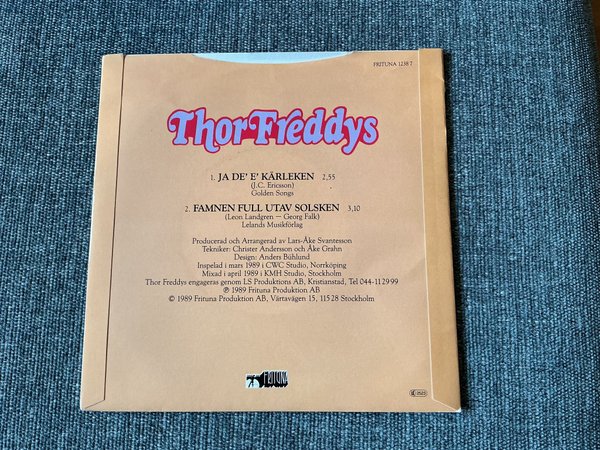 FRITUNA 1238 7
Thor Freddys
1. JA DE' E' KÄRLEKEN 2,55
(J.C. Ericsson)
Golden Songs
2. FAMNEN FULL UTAV SOLSKEN 3,10
(Leon Landgren — Georg Falk)
Lelands Musikförlag
Producerad och Arrangerad av Lars-Åke Svantesson
Tekniker: Christer Andersson och Åke Grahn
Design: Anders Bühlund
Inspelad i mars 1989 i CWC Studio, Norrköping
Mixad i april 1989 i KMH Studio, Stockholm
Thor Freddys engageras genom LS Produktions AB, Kristianstad, Tel 044-11 29 99
℗ 1989 Frituna Produktion AB
© 1989 Frituna Produktion AB, Värtavägen 15, 115 28 Stockholm
FRITUNA